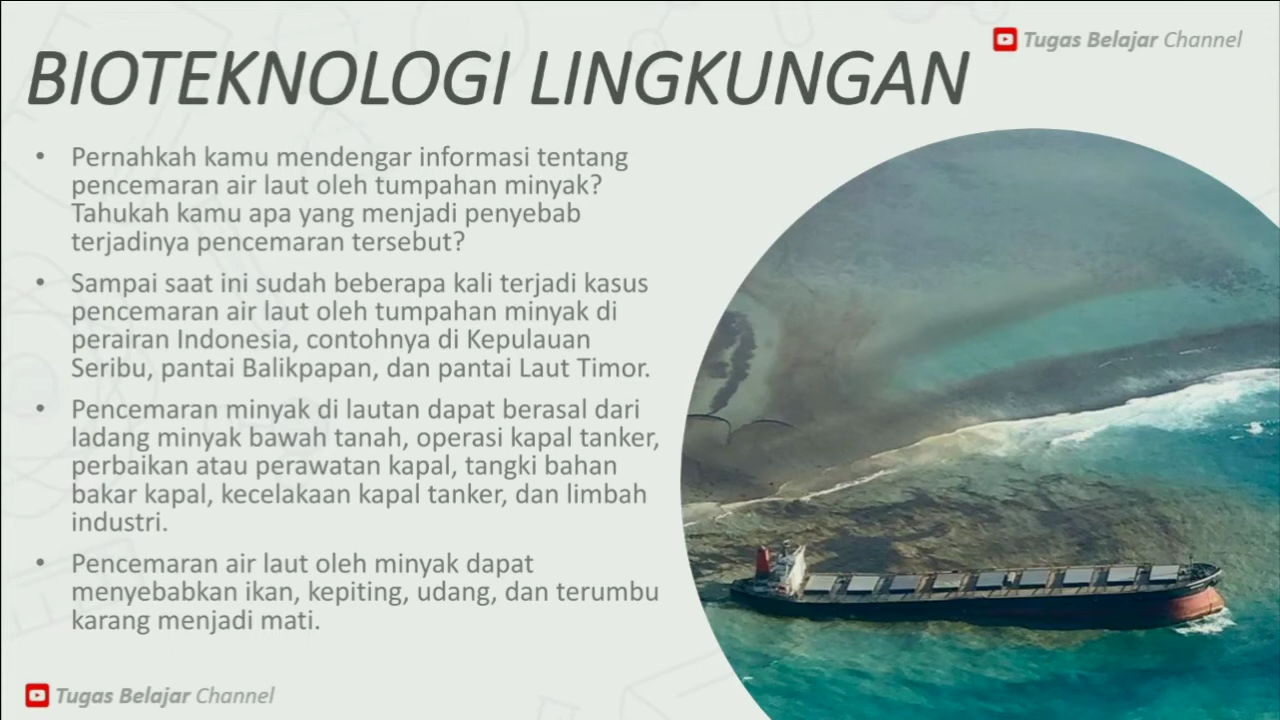 Tugas Belajar Channel
BIOTEKNOLOGI LINGKUNGAN
• Pernahkah kamu mendengar informasi tentang
pencemaran air laut oleh tumpahan minyak?
Tahukah kamu apa yang menjadi penyebab
terjadinya pencemaran tersebut?
• Sampai saat ini sudah beberapa kali terjadi kasus
pencemaran air laut oleh tumpahan minyak di
perairan Indonesia, contohnya di Kepulauan
Seribu, pantai Balikpapan, dan pantai Laut Timor.
• Pencemaran minyak di lautan dapat berasal dari
ladang minyak bawah tanah, operasi kapal tanker,
perbaikan atau perawatan kapal, tangki bahan
bakar kapal, kecelakaan kapal tanker, dan limbah
industri.
• Pencemaran air laut oleh minyak dapat
menyebabkan ikan, kepiting, udang, dan terumbu
karang menjadi mati.
Tugas Belajar Channel